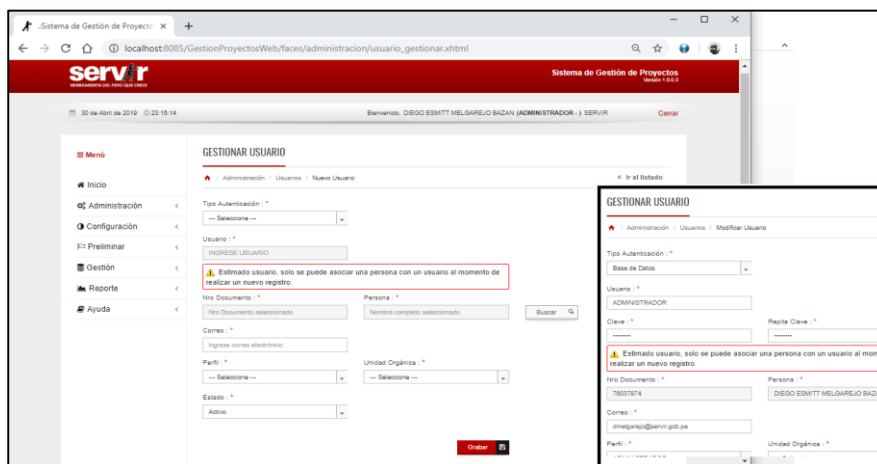 .:Sistema de Gestión de Proyecto
localhost:8085/GestionProyectosWeb/faces/administracion/usuario_gestionar.xhtml
servir
HERRAMIENTA DEL PERÚ QUE CRECE
Sistema de Gestión de Proyectos
Versión 1.0.0.0
30 de Abril de 2019 23:15:14
Bienvenido, DIEGO ESMITT MELGAREJO BAZAN (ADMINISTRADOR - ) SERVIR
Cerrar
Menú
Inicio
Administración
Configuración
Preliminar
Gestión
Reporte
Ayuda
GESTIONAR USUARIO
/ Administración / Usuarios / Nuevo Usuario
« Ir al listado
Tipo Autenticación : *
--- Seleccione ---
Usuario : *
INGRESE USUARIO
Estimado usuario, solo se puede asociar una persona con un usuario al momento de
realizar un nuevo registro.
Nro Documento : * Persona : *
Nro Documento seleccionado Nombre completo seleccionado Buscar
Correo : *
Ingrese correo electrónico
Perfil : * Unidad Orgánica : *
--- Seleccione --- --- Seleccione ---
Estado : *
Activo
Grabar
GESTIONAR USUARIO
/ Administración / Usuarios / Modificar Usuario
Tipo Autenticación : *
Base de Datos
Usuario : *
ADMINISTRADOR
Clave : * Repita Clave : *
Estimado usuario, solo se puede asociar una persona con un usuario al mom
realizar un nuevo registro.
Nro Documento : * Persona : *
76037974 DIEGO ESMITT MELGAREJO BAZA
Correo : *
dmelgarejo@servir.gob.pe
Perfil : * Unidad Orgánica : *